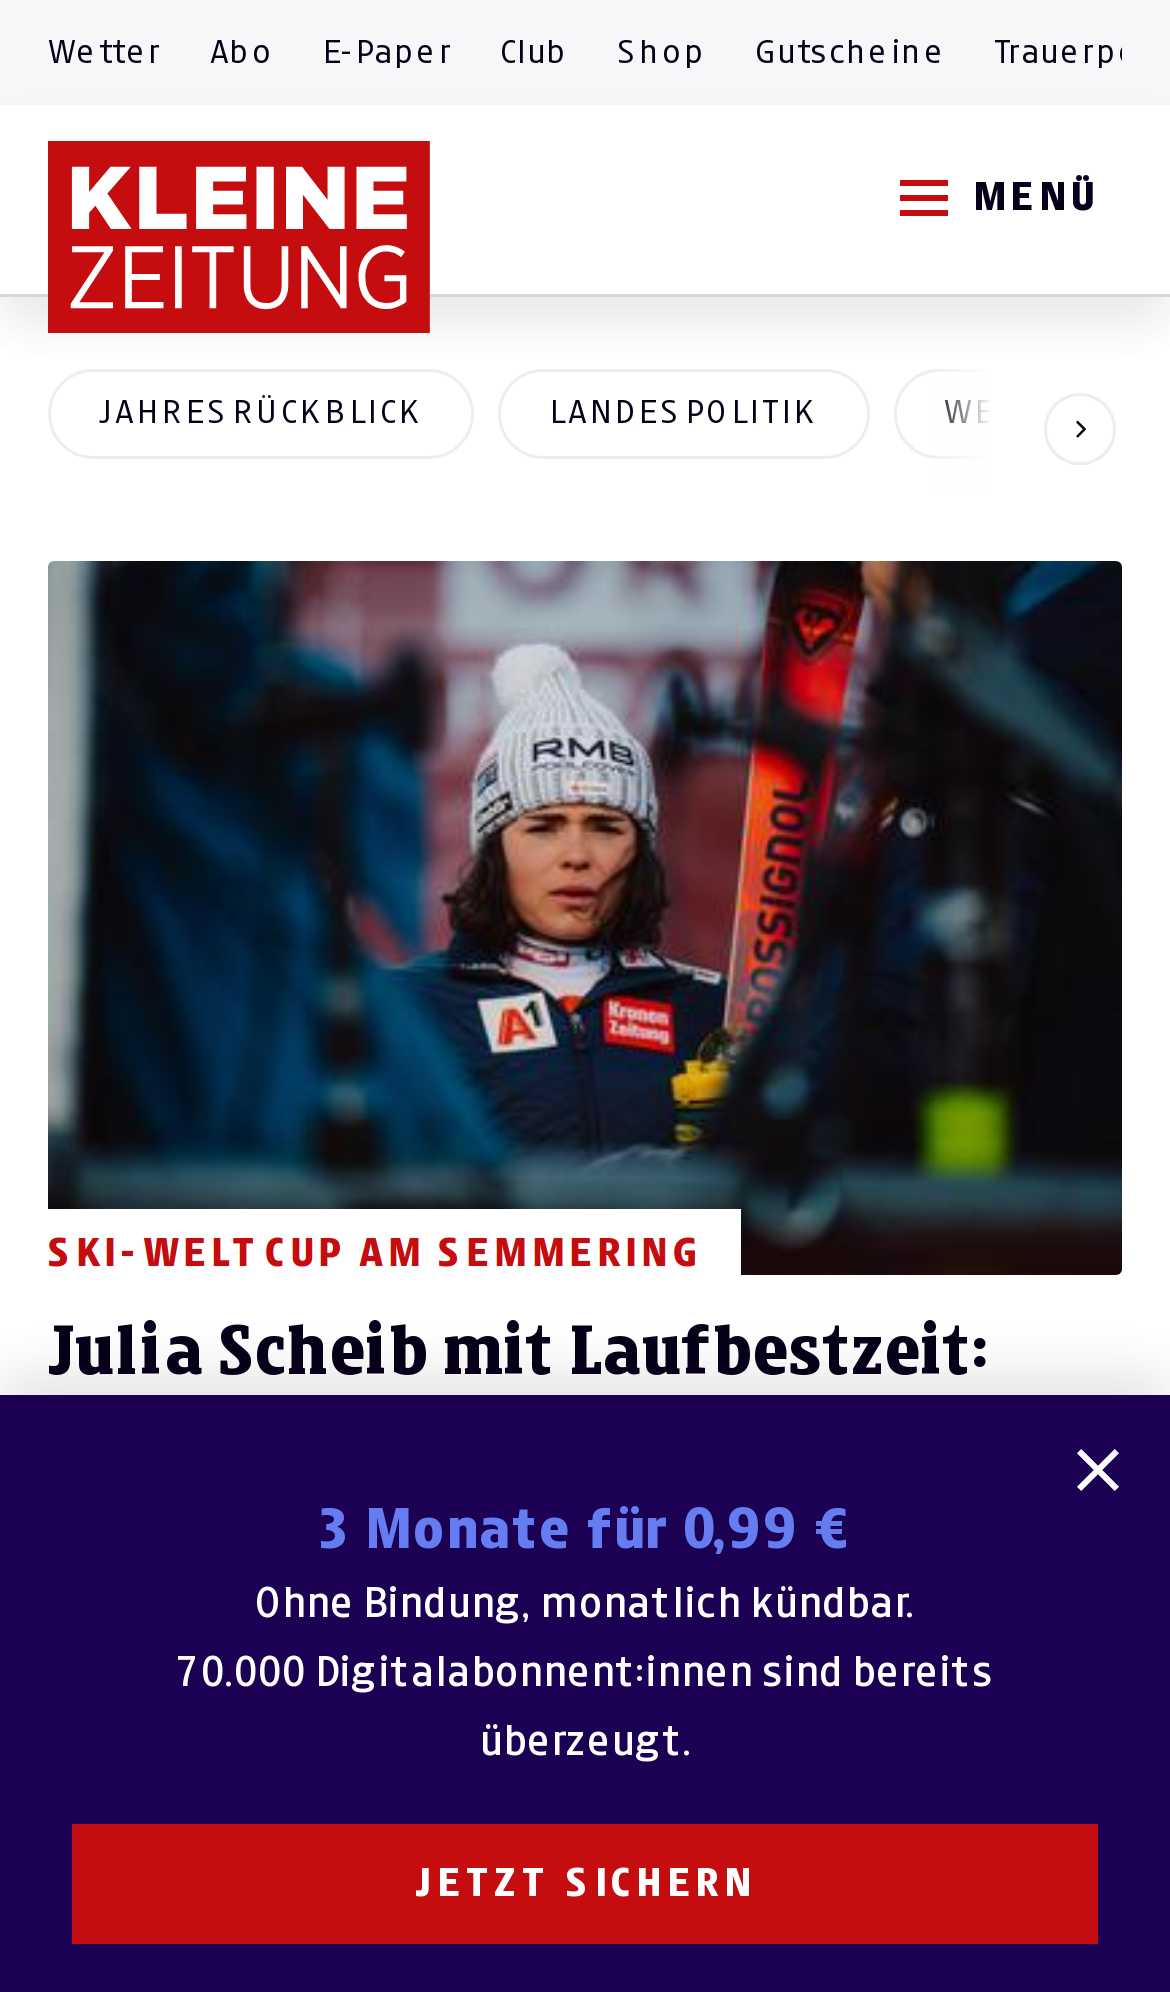 Wetter Abo E-Paper Club Shop Gutscheine Trauerp
KLEINE
ZEITUNG
MENÜ
JAHRESRÜCKBLICK LANDESPOLITIK WE
RMB
ROSSIGNOL
A1
Kronen
Zeitung
SKI-WELTCUP AM SEMMERING
Julia Scheib mit Laufbestzeit:
3 Monate für 0,99 €
Ohne Bindung, monatlich kündbar.
70.000 Digitalabonnent:innen sind bereits
überzeugt.
JETZT SICHERN